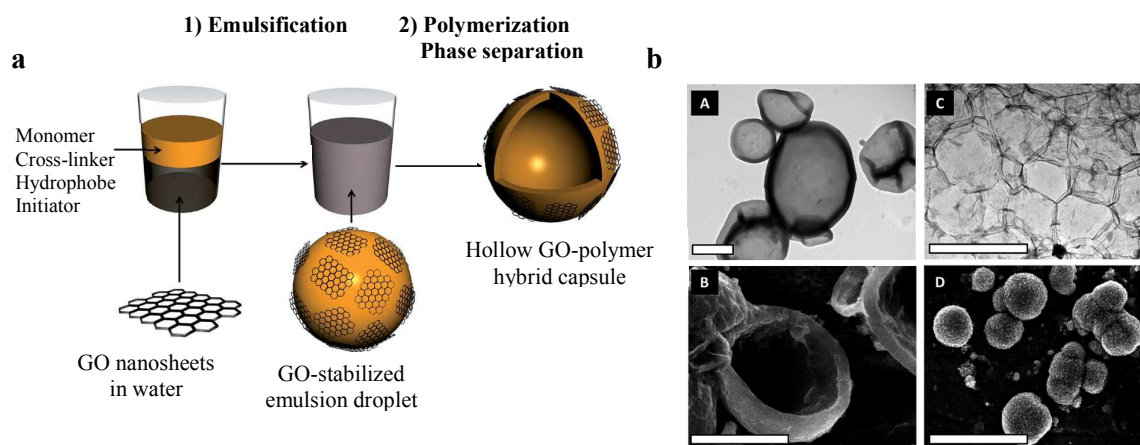 1) Emulsification
2) Polymerization
Phase separation
a
Monomer
Cross-linker
Hydrophobe
Initiator
GO nanosheets
in water
GO-stabilized
emulsion droplet
Hollow GO-polymer
hybrid capsule
b
A
C
B
D